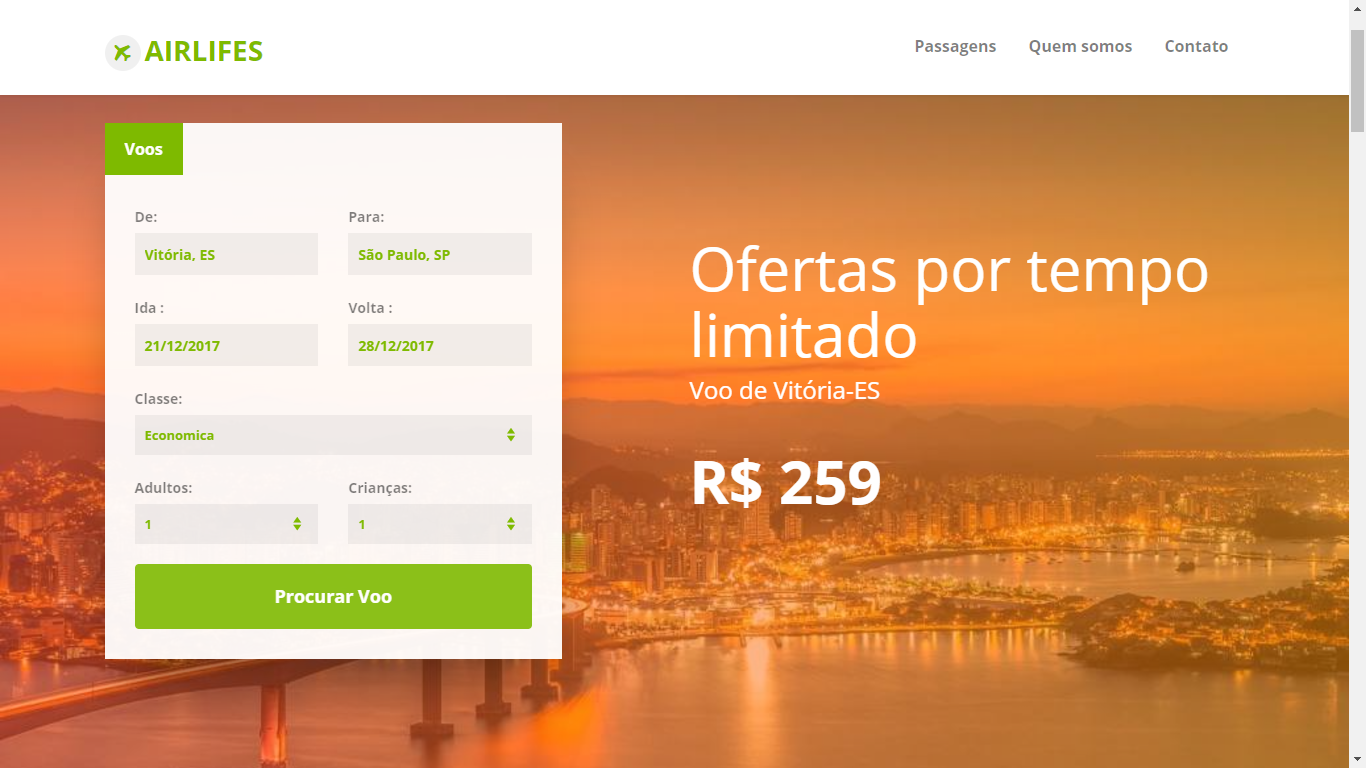 AIRLIFES
Passagens Quem somos Contato
Voos
De: Para:
Vitória, ES São Paulo, SP
Ida : Volta :
21/12/2017 28/12/2017
Classe:
Economica
Adultos: Crianças:
1 1
Procurar Voo
Ofertas por tempo
limitado
Voo de Vitória-ES
R$ 259